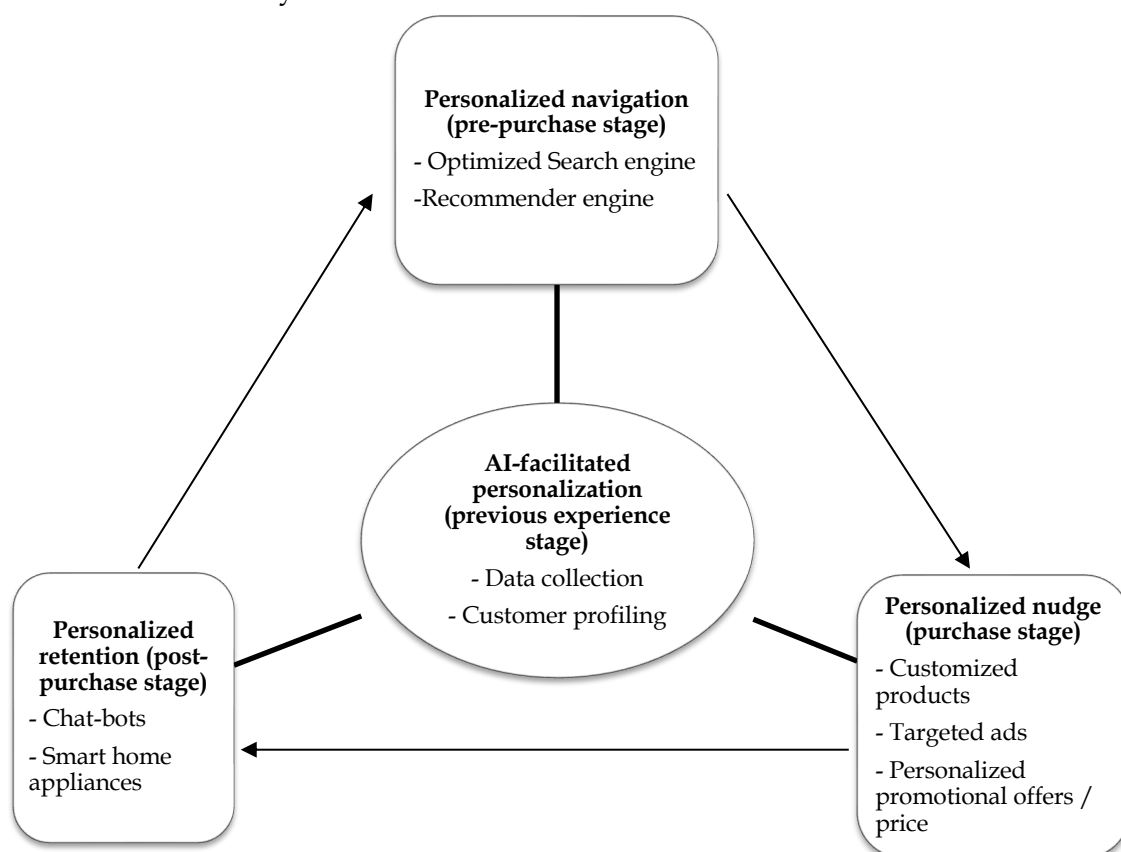 Personalized navigation
(pre-purchase stage)
- Optimized Search engine
-Recommender engine
AI-facilitated
personalization
(previous experience
stage)
- Data collection
- Customer profiling
Personalized
retention (post-
purchase stage)
- Chat-bots
- Smart home
appliances
Personalized nudge
(purchase stage)
- Customized
products
- Targeted ads
- Personalized
promotional offers /
price